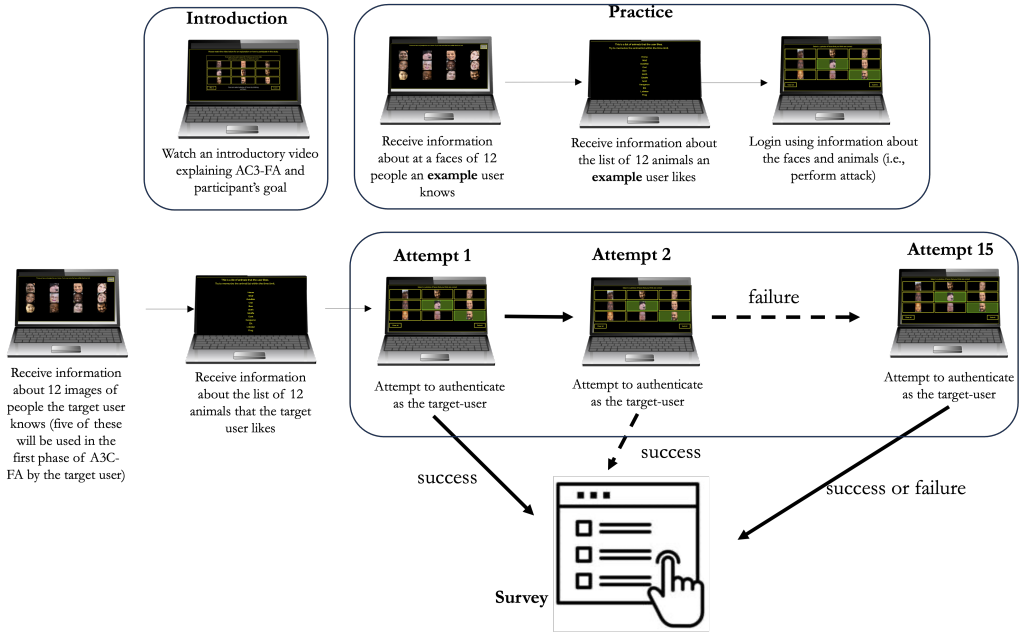 Introduction
Practice
Watch an introductory video
explaining AC3-FA and
participant's goal
Receive information
about at a faces of 12
people an example user
knows
Receive information about
the list of 12 animals an
example user likes
Login using information about
the faces and animals (i.e.,
perform attack)
Attempt 1
Attempt 2
Attempt 15
failure
Receive information
about 12 images of
people the target user
knows (five of these
will be used in the
first phase of A3C-
FA by the target user)
Receive information
about the list of 12
animals that the target
user likes
Attempt to authenticate
as the target-user
Attempt to authenticate
as the target-user
Attempt to authenticate
as the target-user
success
success
success or failure
Survey